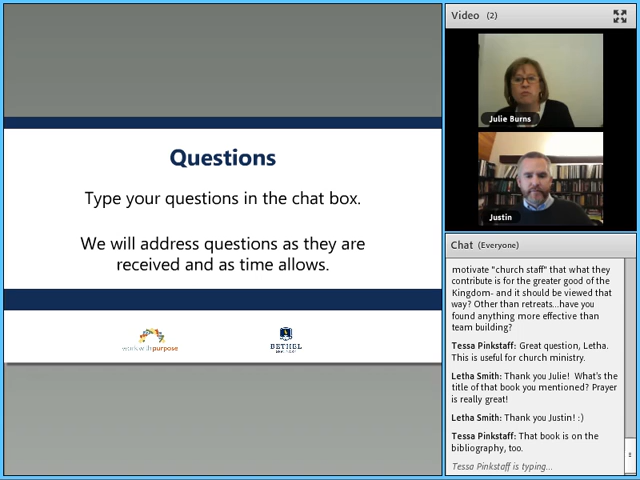 Questions
Type your questions in the chat box.
We will address questions as they are
received and as time allows.
workwithpurpose
BETHEL
Video (2)
Julie Burns
Justin
Chat (Everyone)
motivate "church staff" that what they
contribute is for the greater good of the
Kingdom- and it should be viewed that
way? Other than retreats...have you
found anything more effective than
team building?
Tessa Pinkstaff: Great question, Letha.
This is useful for church ministry.
Letha Smith: Thank you Julie!  What's the
title of that book you mentioned? Prayer
is really great!
Letha Smith: Thank you Justin! :)
Tessa Pinkstaff: That book is on the
bibliography, too.
Tessa Pinkstaff is typing...